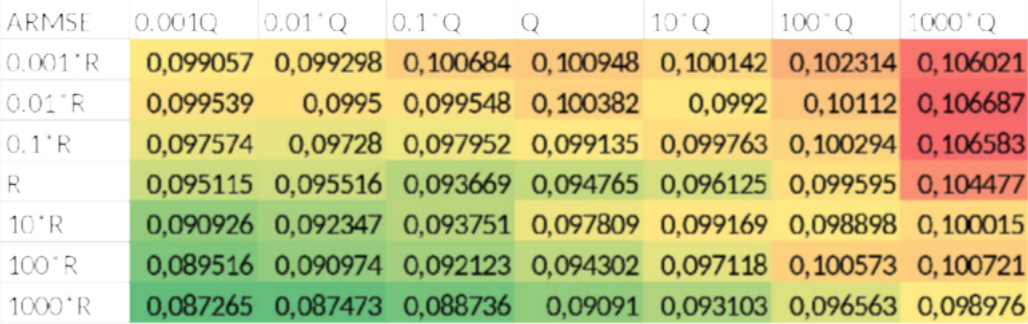 ARMSE 0.001Q 0.01*Q 0.1*Q Q 10*Q 100*Q 1000*Q
0.001*R 0,099057 0,099298 0,100684 0,100948 0,100142 0,102314 0,106021
0.01*R 0,099539 0,0995 0,099548 0,100382 0,0992 0,10112 0,106687
0.1*R 0,097574 0,09728 0,097952 0,099135 0,099763 0,100294 0,106583
R 0,095115 0,095516 0,093669 0,094765 0,096125 0,099595 0,104477
10*R 0,090926 0,092347 0,093751 0,097809 0,099169 0,098898 0,100015
100*R 0,089516 0,090974 0,092123 0,094302 0,097118 0,100573 0,100721
1000*R 0,087265 0,087473 0,088736 0,09091 0,093103 0,096563 0,098976